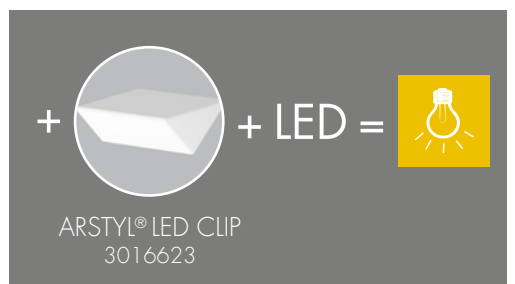 + + LED =
ARSTYL® LED CLIP
3016623